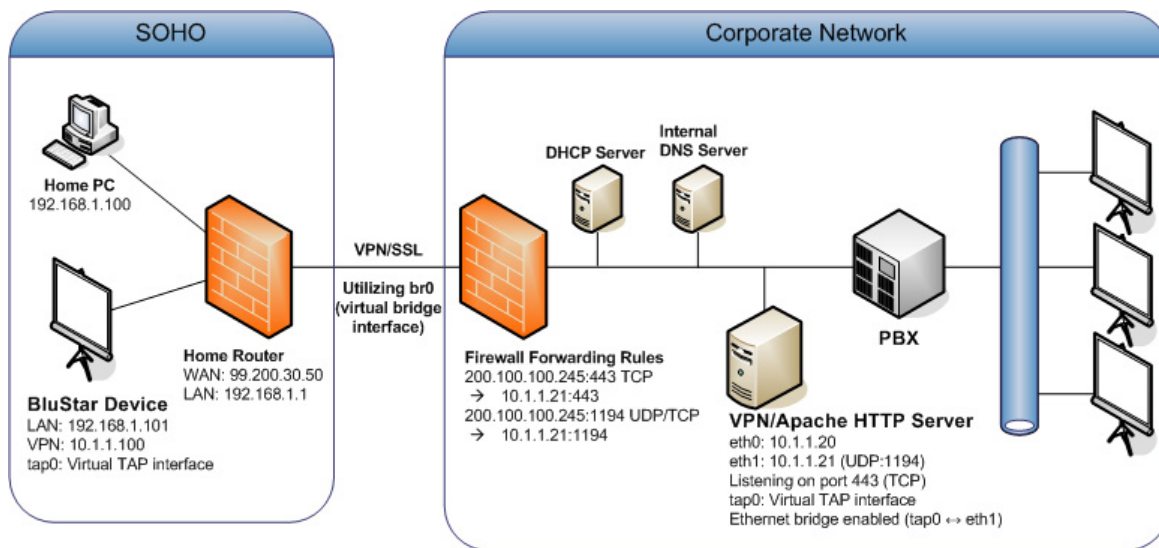 SOHO
Home PC
192.168.1.100
BluStar Device
LAN: 192.168.1.101
VPN: 10.1.1.100
tap0: Virtual TAP interface
Home Router
WAN: 99.200.30.50
LAN: 192.168.1.1
VPN/SSL
Utilizing br0
(virtual bridge
interface)
Corporate Network
DHCP Server
Internal
DNS Server
Firewall Forwarding Rules
200.100.100.245:443 TCP
→ 10.1.1.21:443
200.100.100.245:1194 UDP/TCP
→ 10.1.1.21:1194
VPN/Apache HTTP Server
eth0: 10.1.1.20
eth1: 10.1.1.21 (UDP:1194)
Listening on port 443 (TCP)
tap0: Virtual TAP interface
Ethernet bridge enabled (tap0 ↔ eth1)
PBX